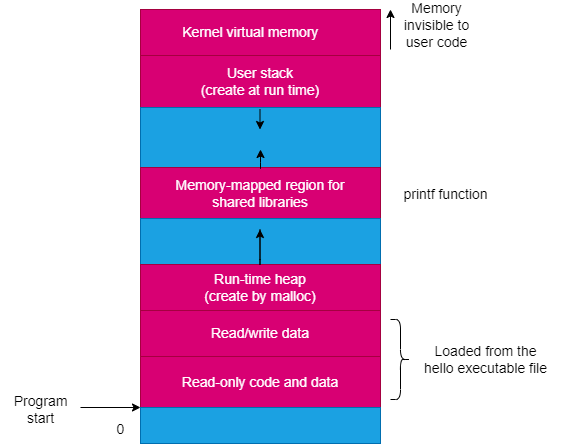 Memory
invisible to
user code
Kernel virtual memory
User stack
(create at run time)
Memory-mapped region for
shared libraries
printf function
Run-time heap
(create by malloc)
Read/write data
Loaded from the
hello executable file
Read-only code and data
Program
start
0